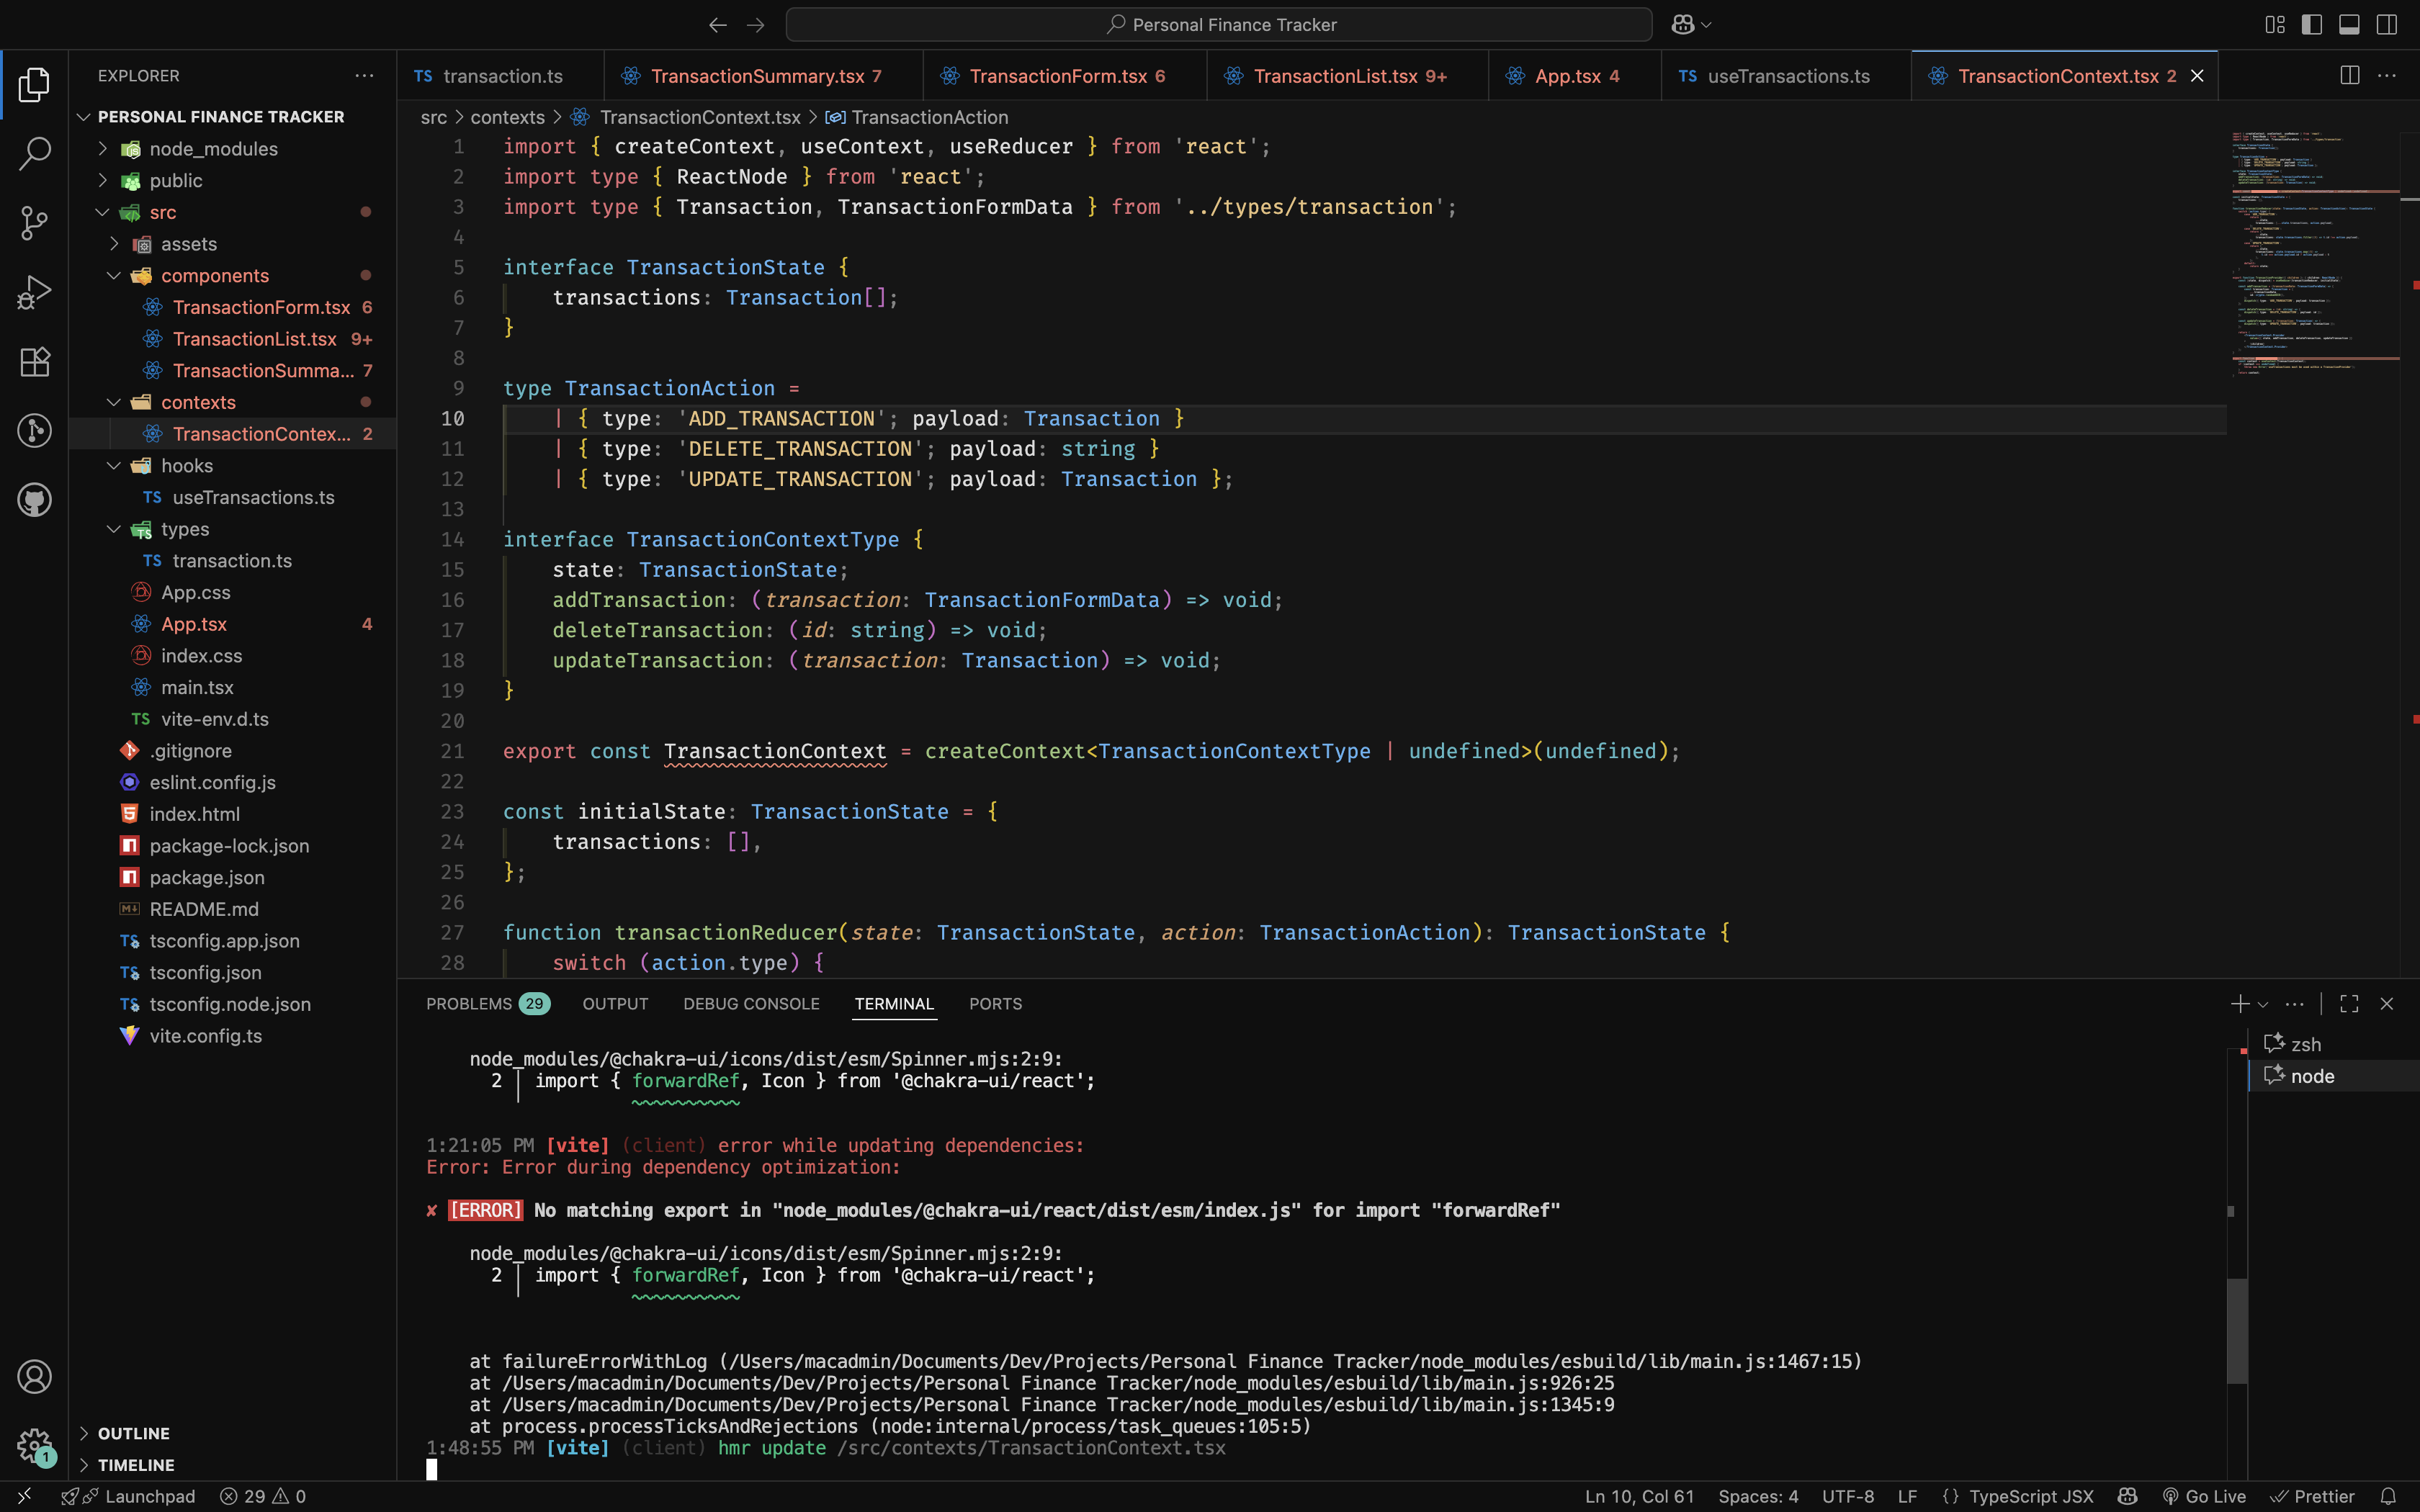 Personal Finance Tracker
EXPLORER
PERSONAL FINANCE TRACKER
node_modules
public
src
assets
components
TransactionForm.tsx 6
TransactionList.tsx 9+
TransactionSumma... 7
contexts
TransactionContex... 2
hooks
TS useTransactions.ts
types
TS transaction.ts
App.css
App.tsx 4
index.css
main.tsx
TS vite-env.d.ts
.gitignore
eslint.config.js
index.html
package-lock.json
package.json
README.md
TS tsconfig.app.json
TS tsconfig.json
TS tsconfig.node.json
vite.config.ts
OUTLINE
TIMELINE
TS transaction.ts
TransactionSummary.tsx 7
TransactionForm.tsx 6
TransactionList.tsx 9+
App.tsx 4
TS useTransactions.ts
TransactionContext.tsx 2
src > contexts > TransactionContext.tsx > TransactionAction
1 import { createContext, useContext, useReducer } from 'react';
2 import type { ReactNode } from 'react';
3 import type { Transaction, TransactionFormData } from '../types/transaction';
4
5 interface TransactionState {
6 transactions: Transaction[];
7 }
8
9 type TransactionAction =
10 | { type: 'ADD_TRANSACTION'; payload: Transaction }
11 | { type: 'DELETE_TRANSACTION'; payload: string }
12 | { type: 'UPDATE_TRANSACTION'; payload: Transaction };
13
14 interface TransactionContextType {
15 state: TransactionState;
16 addTransaction: (transaction: TransactionFormData) => void;
17 deleteTransaction: (id: string) => void;
18 updateTransaction: (transaction: Transaction) => void;
19 }
20
21 export const TransactionContext = createContext<TransactionContextType | undefined>(undefined);
22
23 const initialState: TransactionState = {
24 transactions: [],
25 };
26
27 function transactionReducer(state: TransactionState, action: TransactionAction): TransactionState {
28 switch (action.type) {
PROBLEMS 29 OUTPUT DEBUG CONSOLE TERMINAL PORTS
node_modules/@chakra-ui/icons/dist/esm/Spinner.mjs:2:9:
2 │ import { forwardRef, Icon } from '@chakra-ui/react';
1:21:05 PM [vite] (client) error while updating dependencies:
Error: Error during dependency optimization:
✘ [ERROR] No matching export in "node_modules/@chakra-ui/react/dist/esm/index.js" for import "forwardRef"
node_modules/@chakra-ui/icons/dist/esm/Spinner.mjs:2:9:
2 │ import { forwardRef, Icon } from '@chakra-ui/react';
at failureErrorWithLog (/Users/macadmin/Documents/Dev/Projects/Personal Finance Tracker/node_modules/esbuild/lib/main.js:1467:15)
at /Users/macadmin/Documents/Dev/Projects/Personal Finance Tracker/node_modules/esbuild/lib/main.js:926:25
at /Users/macadmin/Documents/Dev/Projects/Personal Finance Tracker/node_modules/esbuild/lib/main.js:1345:9
at process.processTicksAndRejections (node:internal/process/task_queues:105:5)
1:48:55 PM [vite] (client) hmr update /src/contexts/TransactionContext.tsx
zsh
node
1
Launchpad 29 0
Ln 10, Col 61 Spaces: 4 UTF-8 LF {} TypeScript JSX Go Live Prettier